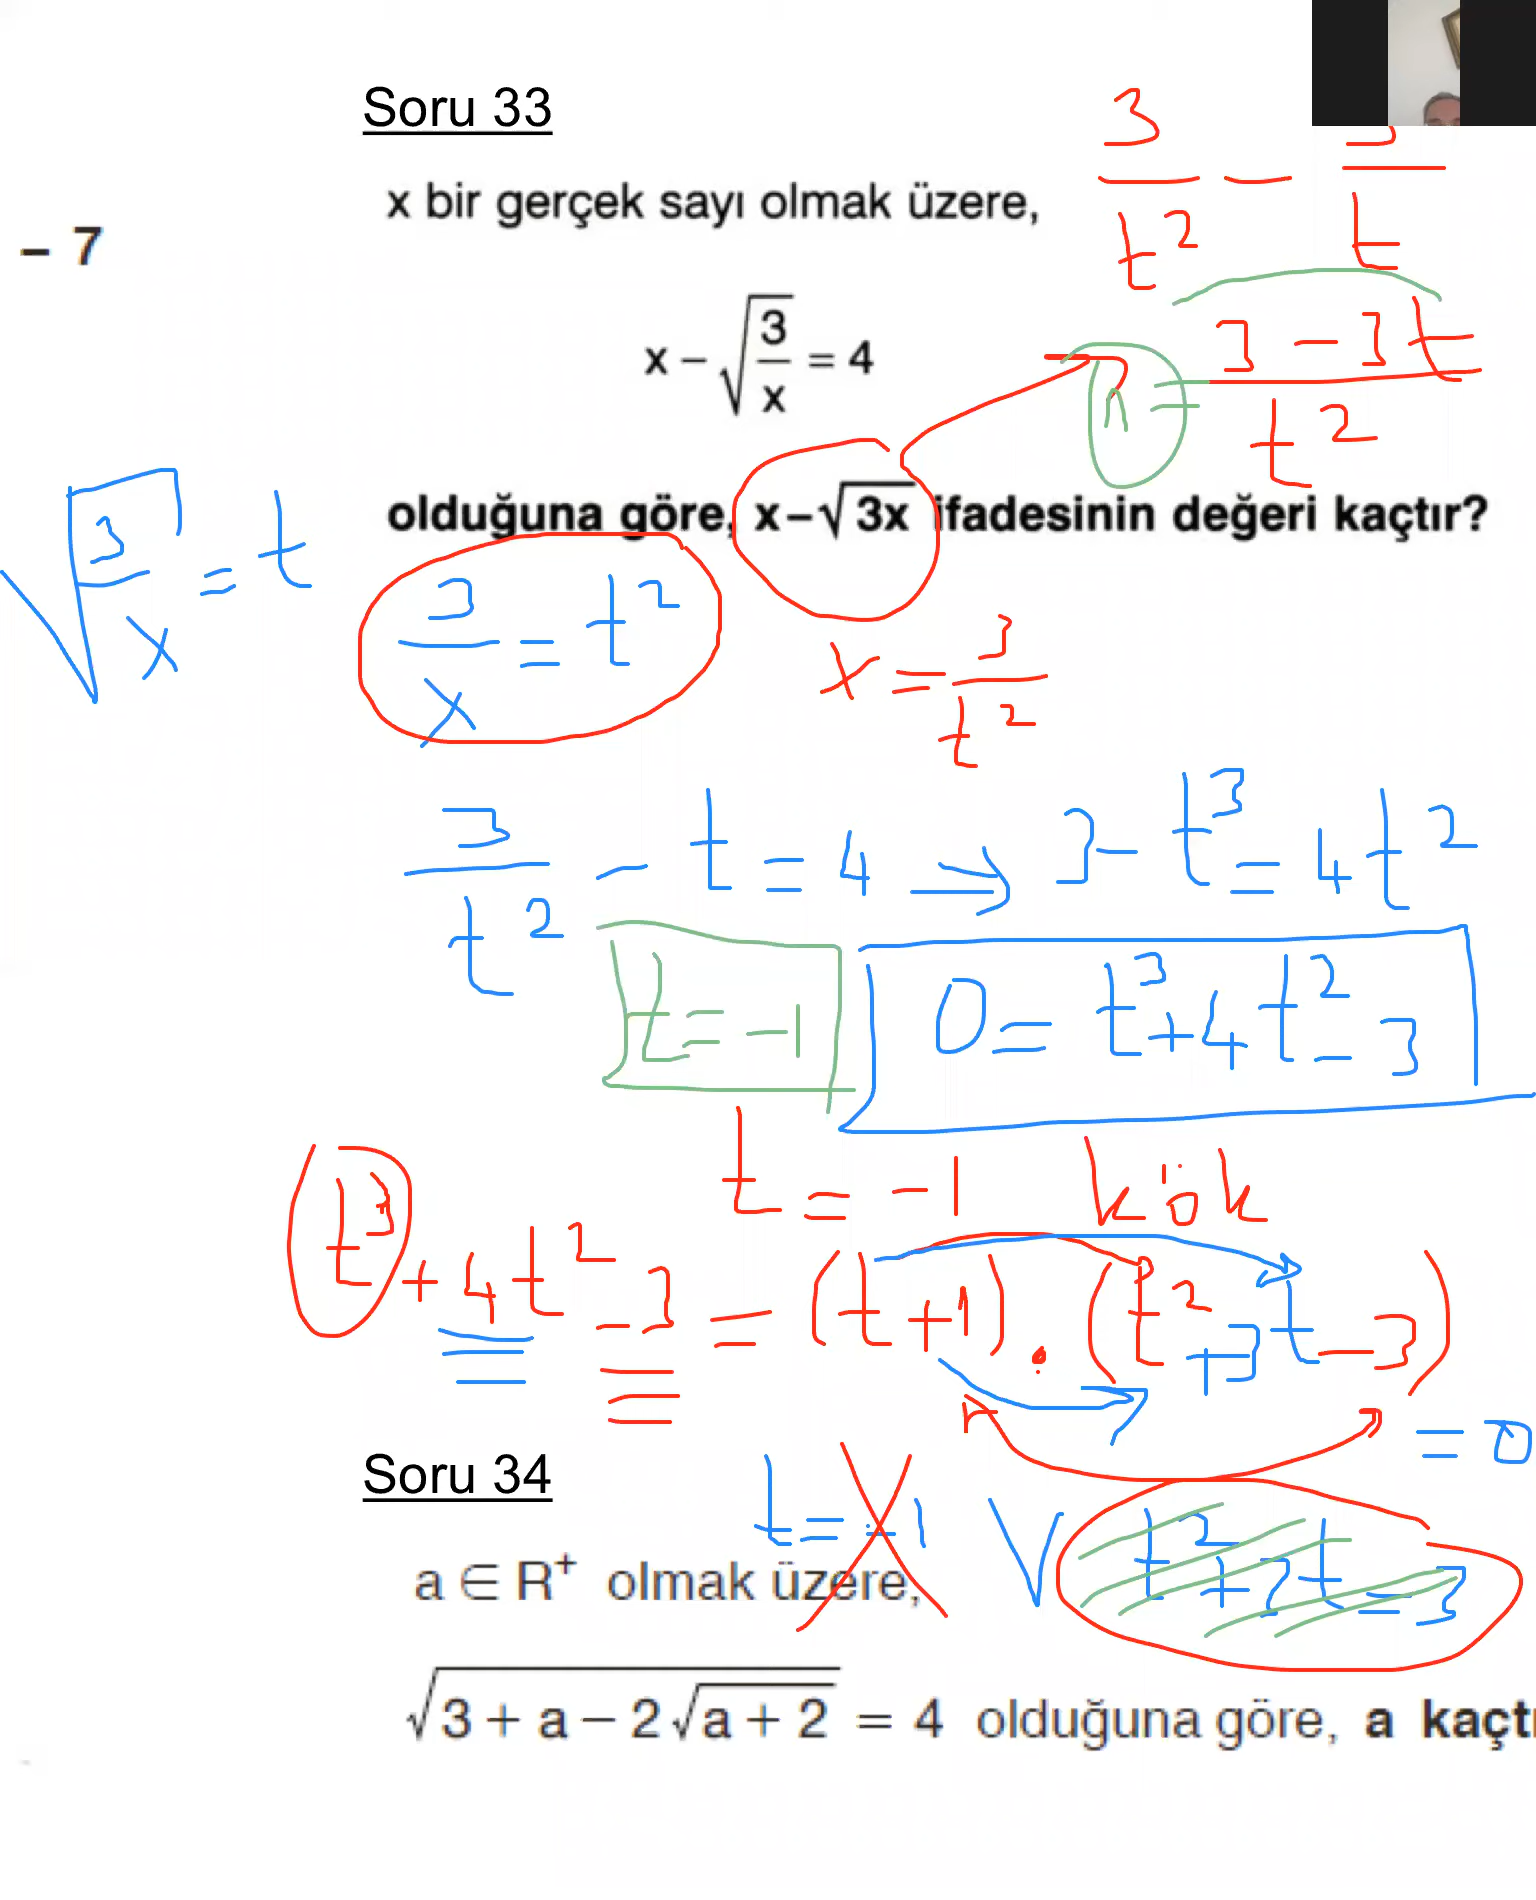 Soru 33
x bir gerçek sayı olmak üzere,
– 7
x – √(3/x) = 4
olduğuna göre, x – √3x ifadesinin değeri kaçtır?
3/t² – 3/t
n = (3 – 3t)/t²
√(3/x) = t
3/x = t²
x = 3/t²
3/t² – t = 4 → 3 – t³ = 4t²
t = –1
0 = t³ + 4t² – 3
t = –1 kök
t³ + 4t² – 3 = (t + 1) . (t² + 3t – 3) = 0
Soru 34
t = –1 V t² + 3t – 3
a ∈ R⁺ olmak üzere,
√(3 + a – 2√(a + 2)) = 4 olduğuna göre, a kaçtı